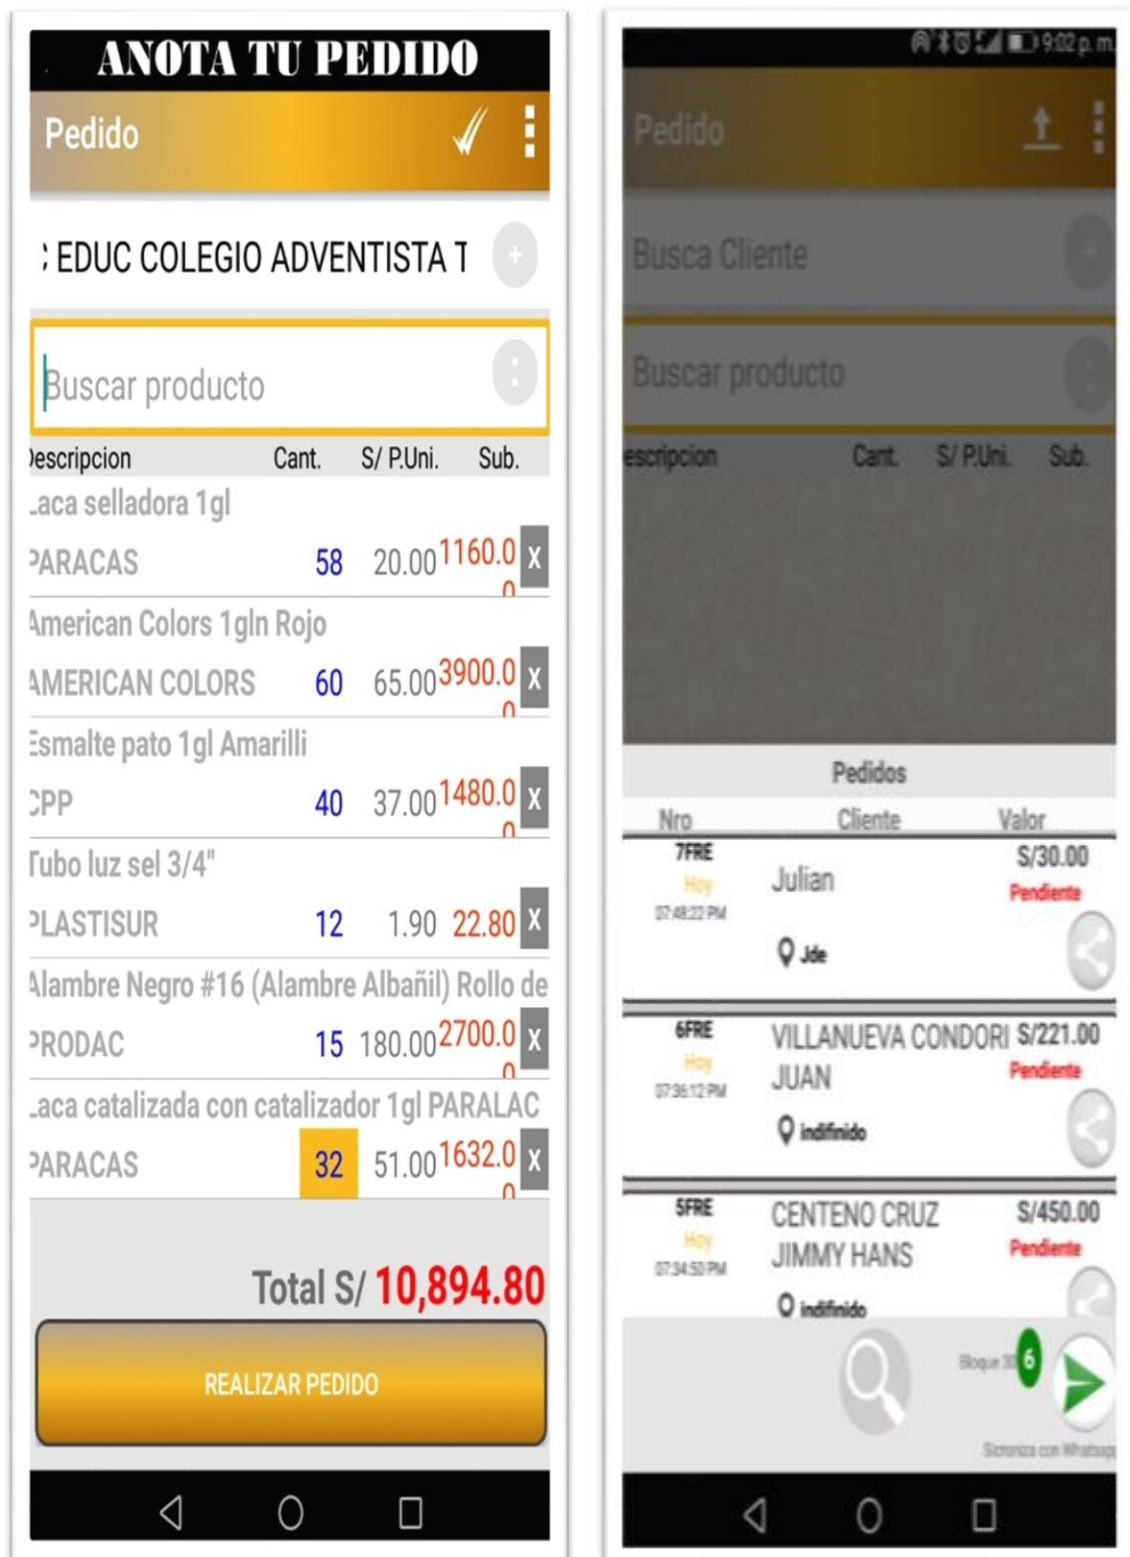 ANOTA TU PEDIDO
Pedido
EDUC COLEGIO ADVENTISTA T
Buscar producto
Descripcion Cant. S/ P.Uni. Sub.
Laca selladora 1gl
PARACAS 58 20.00 1160.00 X
American Colors 1gln Rojo
AMERICAN COLORS 60 65.00 3900.00 X
Esmalte pato 1gl Amarilli
CPP 40 37.00 1480.00 X
Tubo luz sel 3/4"
PLASTISUR 12 1.90 22.80 X
Alambre Negro #16 (Alambre Albañil) Rollo de
PRODAC 15 180.00 2700.00 X
Laca catalizada con catalizador 1gl PARALAC
PARACAS 32 51.00 1632.00 X
Total S/ 10,894.80
REALIZAR PEDIDO
9:02 p. m.
Pedido
Busca Cliente
Buscar producto
escripcion Cant. S/ P.Uni. Sub.
Pedidos
Nro Cliente Valor
7FRE Julian S/30.00
Hoy Pendiente
07:48:22 PM
Jde
6FRE VILLANUEVA CONDORI S/221.00
Hoy JUAN Pendiente
07:36:12 PM
indifinido
5FRE CENTENO CRUZ S/450.00
Hoy JIMMY HANS Pendiente
07:34:50 PM
indifinido
Bloque 30 6
Sicroniza con Whatsap